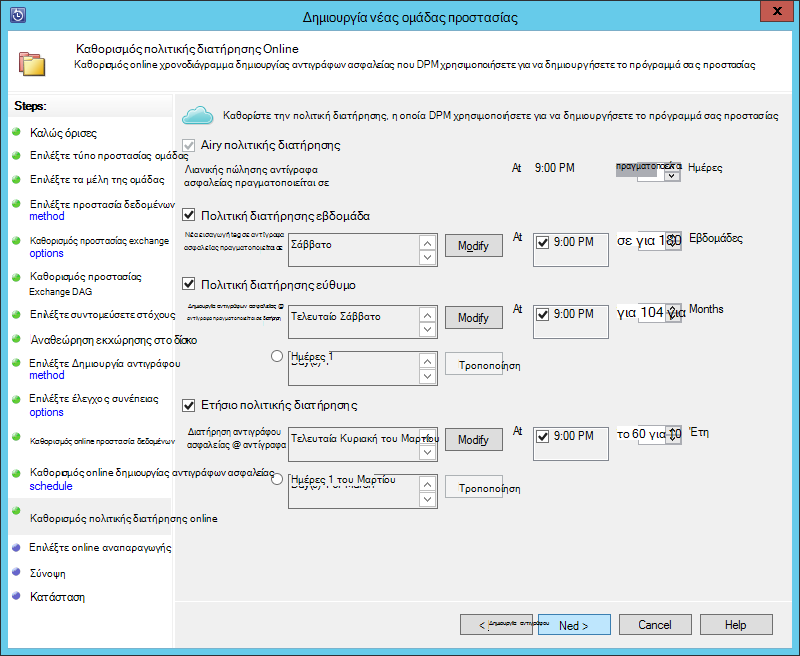 Δημιουργία νέας ομάδας προστασίας
X
Καθορισμός πολιτικής διατήρησης Online
Καθορισμός online χρονοδιάγραμμα δημιουργίας αντιγράφων ασφαλείας που DPM χρησιμοποιήσετε για να δημιουργήσετε το πρόγραμμά σας προστασίας
Steps:
Καλώς όρισες
Επιλέξτε τύπο προστασίας ομάδας
Επιλέξτε τα μέλη της ομάδας
Επιλέξτε προστασία δεδομένων
method
Καθορισμός προστασίας exchange
options
Καθορισμός προστασίας
Exchange DAG
Επιλέξτε συντομεύσετε στόχους
Αναθεώρηση εκχώρησης στο δίσκο
Επιλέξτε Δημιουργία αντιγράφου
method
Επιλέξτε έλεγχος συνέπειας
options
Καθορισμός online προστασία δεδομένων
Καθορισμός online δημιουργίας αντιγράφων ασφαλείας
schedule
Καθορισμός πολιτικής διατήρησης online
Επιλέξτε online αναπαραγωγής
Σύνοψη
Κατάσταση
Καθορίστε την πολιτική διατήρησης, η οποία DPM χρησιμοποιήσετε για να δημιουργήσετε το πρόγραμμά σας προστασίας
Airy πολιτικής διατήρησης
Λιανικής πώλησης αντίγραφα
ασφαλείας πραγματοποιείται σε
At
9:00 PM
πραγματοποιείται
Ημέρες
Πολιτική διατήρησης εβδομάδα
Νέα εισαγωγή teg σε αντίγραφα
ασφαλείας πραγματοποιείται σε
Σάββατο
Modify
At
9:00 PM
σε για 180
Εβδομάδες
Πολιτική διατήρησης εύθυμο
Δημιουργία αντιγράφων ασφαλείας @
αντίγραφα πραγματοποιείται σε
Τελευταίο Σάββατο
Modify
At
9:00 PM
για 104 για
Months
Ημέρες 1
Τροποποίηση
Ετήσιο πολιτικής διατήρησης
Διατήρηση αντιγράφου
ασφαλείας @ αντίγραφα
Τελευταία Κυριακή του Μαρτίου
Modify
At
9:00 PM
το 60 για 10
Έτη
Ημέρες 1 του Μαρτίου
Τροποποίηση
< Δημιουργία αντιγράφου
Ned >
Cancel
Help